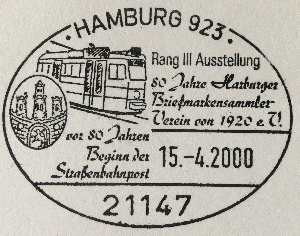 · HAMBURG 923 ·
Rang III Ausstellung
80 Jahre Harburger
Briefmarkensammler-
Verein von 1920 e.V!
vor 80 Jahren
Beginn der
Straßenbahnpost
15.-4.2000
21147